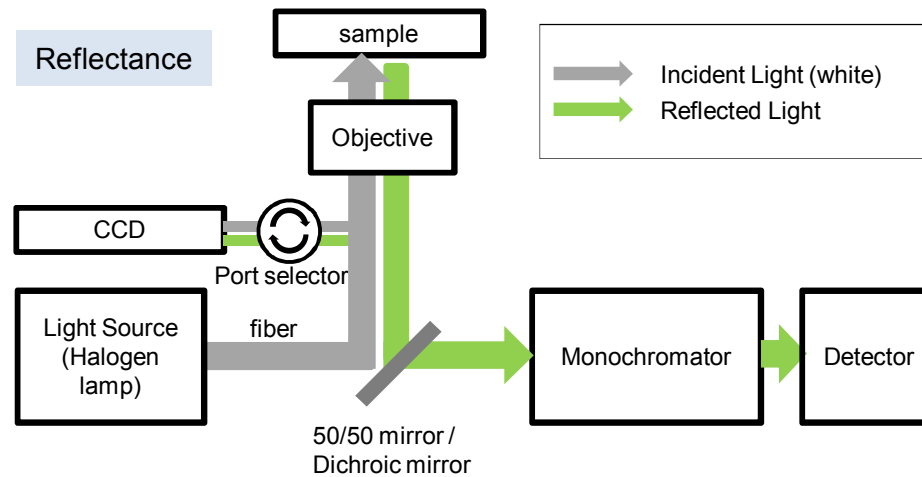 Reflectance
sample
Incident Light (white)
Reflected Light
Objective
CCD
Port selector
Light Source
(Halogen
lamp)
fiber
Monochromator
Detector
50/50 mirror /
Dichroic mirror